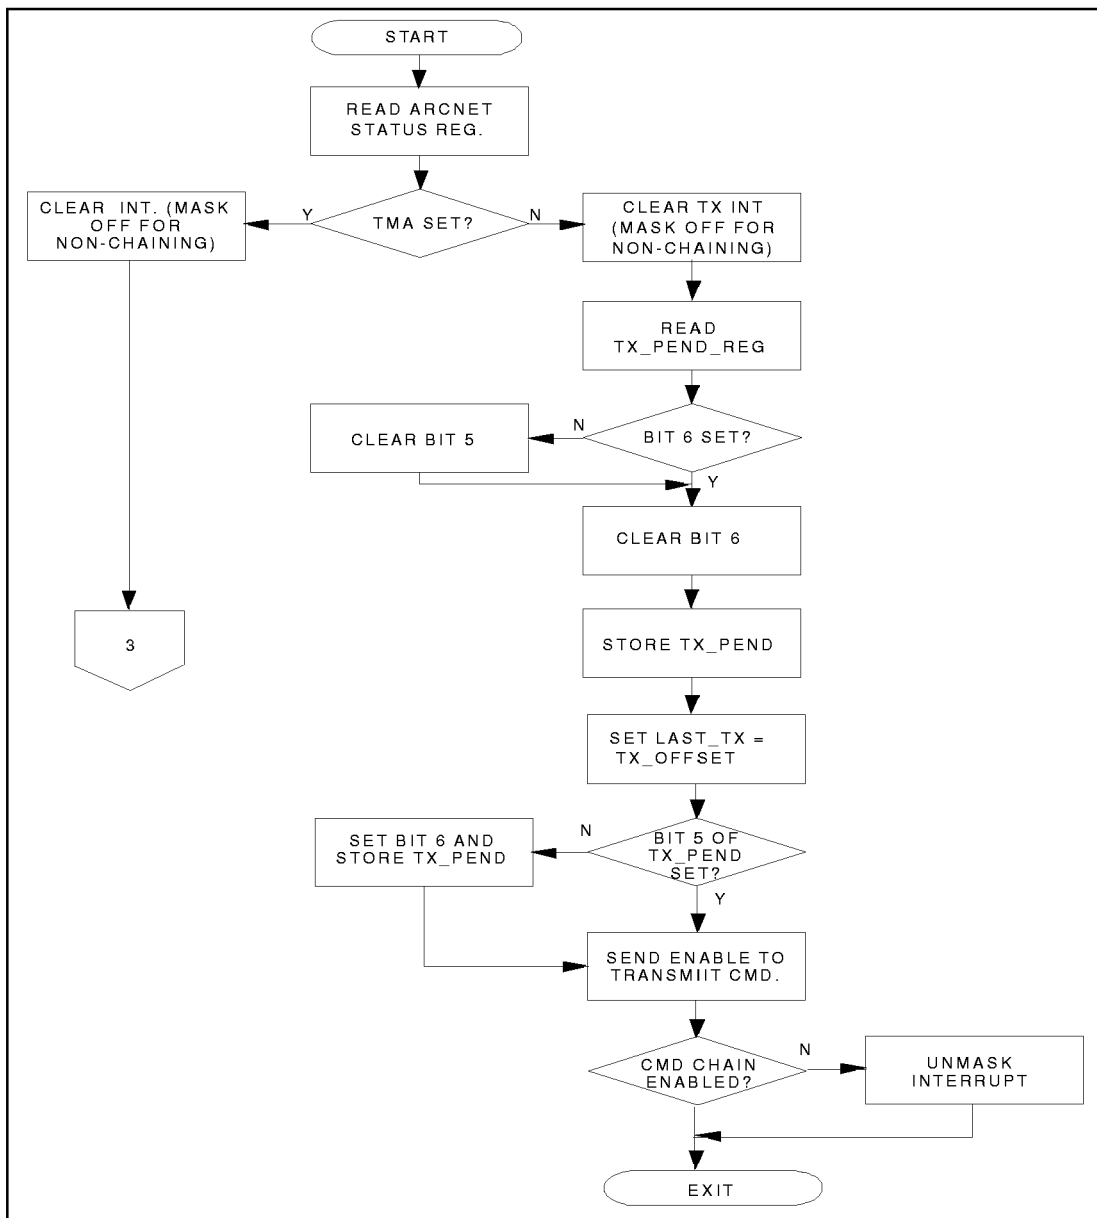 START
READ ARCNET
STATUS REG.
CLEAR INT. (MASK
OFF FOR
NON-CHAINING)
Y
TMA SET?
N
CLEAR TX INT
(MASK OFF FOR
NON-CHAINING)
READ
TX_PEND_REG
CLEAR BIT 5
N
BIT 6 SET?
Y
CLEAR BIT 6
3
STORE TX_PEND
SET LAST_TX =
TX_OFFSET
SET BIT 6 AND
STORE TX_PEND
N
BIT 5 OF
TX_PEND
SET?
Y
SEND ENABLE TO
TRANSMIIT CMD.
CMD CHAIN
ENABLED?
N
UNMASK
INTERRUPT
EXIT